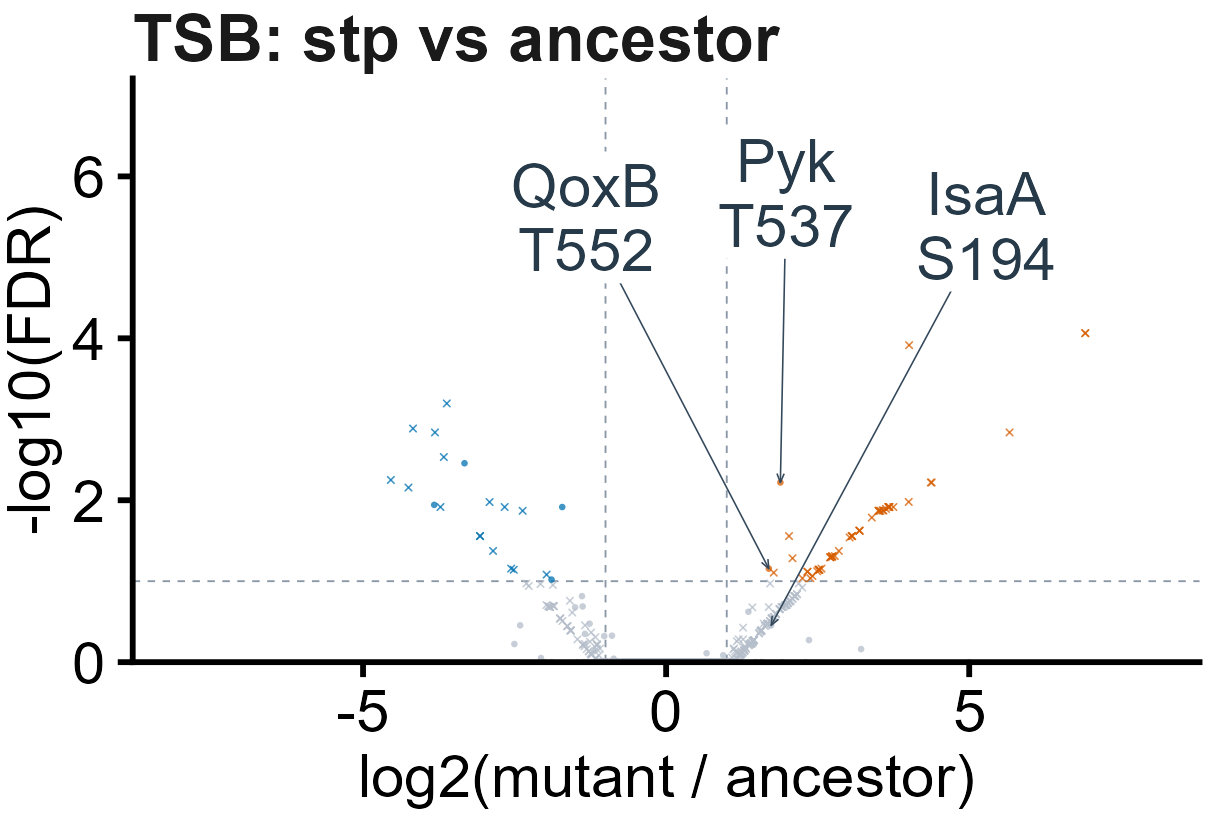 TSB: stp vs ancestor
-log10(FDR)
6
4
2
0
QoxB
T552
Pyk
T537
IsaA
S194
-5
0
5
log2(mutant / ancestor)